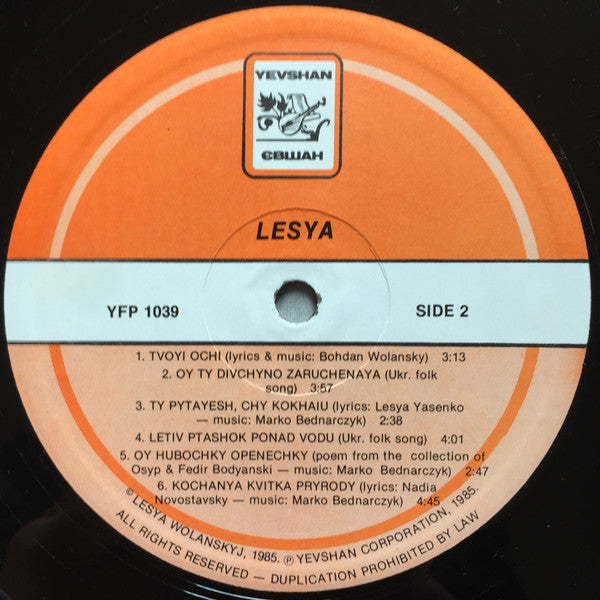 YEVSHAN
ЄВШАН
LESYA
YFP 1039
SIDE 2
1. TVOYI OCHI (lyrics & music: Bohdan Wolansky) 3:13
2. OY TY DIVCHYNO ZARUCHENAYA (Ukr. folk
song) 3:57
3. TY PYTAYESH, CHY KOKHAIU (lyrics: Lesya Yasenko
— music: Marko Bednarczyk) 2:38
4. LETIV PTASHOK PONAD VODU (Ukr. folk song) 4:01
5. OY HUBOCHKY OPENECHKY (poem from the collection of
Osyp & Fedir Bodyanski — music: Marko Bednarczyk) 2:47
6. KOCHANYA KVITKA PRYRODY (lyrics: Nadia
Novostavsky — music: Marko Bednarczyk) 4:45
© LESYA WOLANSKYJ, 1985. ℗ YEVSHAN CORPORATION, 1985.
ALL RIGHTS RESERVED — DUPLICATION PROHIBITED BY LAW